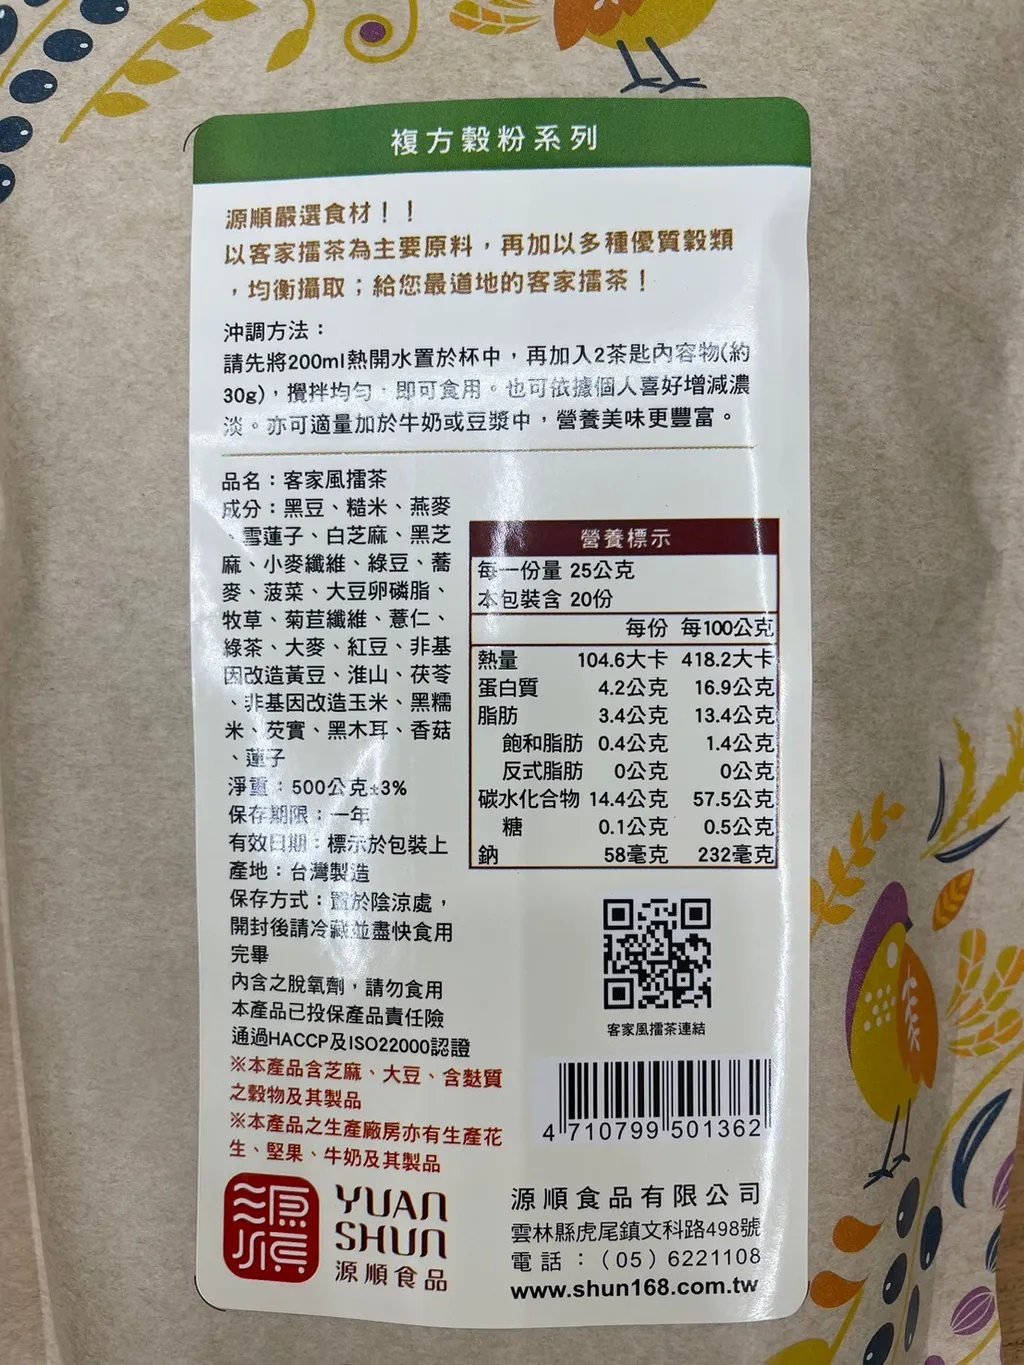 複方穀粉系列
源順嚴選食材！！
以客家擂茶為主要原料，再加以多種優質穀類
，均衡攝取；給您最道地的客家擂茶！
沖調方法：
請先將200ml熱開水置於杯中，再加入2茶匙內容物(約
30g)，攪拌均勻，即可食用。也可依據個人喜好增減濃
淡。亦可適量加於牛奶或豆漿中，營養美味更豐富。
品名：客家風擂茶
成分：黑豆、糙米、燕麥
、雪蓮子、白芝麻、黑芝
麻、小麥纖維、綠豆、蕎
麥、菠菜、大豆卵磷脂、
牧草、菊苣纖維、薏仁、
綠茶、大麥、紅豆、非基
因改造黃豆、淮山、茯苓
、非基因改造玉米、黑糯
米、芡實、黑木耳、香菇
、蓮子
淨重：500公克±3%
保存期限：一年
有效日期：標示於包裝上
產地：台灣製造
保存方式：置於陰涼處，
開封後請冷藏並盡快食用
完畢
內含之脫氧劑，請勿食用
本產品已投保產品責任險
通過HACCP及ISO22000認證
※本產品含芝麻、大豆、含麩質
之穀物及其製品
※本產品之生產廠房亦有生產花
生、堅果、牛奶及其製品
營養標示
每一份量 25公克
本包裝含 20份
每份 每100公克
熱量 104.6大卡 418.2大卡
蛋白質 4.2公克 16.9公克
脂肪 3.4公克 13.4公克
飽和脂肪 0.4公克 1.4公克
反式脂肪 0公克 0公克
碳水化合物 14.4公克 57.5公克
糖 0.1公克 0.5公克
鈉 58毫克 232毫克
客家風擂茶連結
4 710799 501362
源順
YUAN
SHUN
源順食品
源順食品有限公司
雲林縣虎尾鎮文科路498號
電話：（05）6221108
www.shun168.com.tw